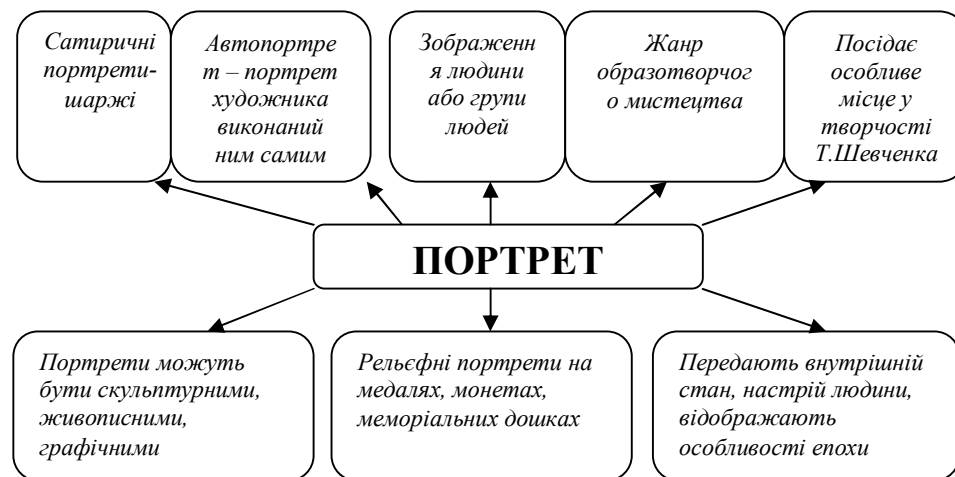 Сатиричні
портрети-
шаржі
Автопортре
т – портрет
художника
виконаний
ним самим
Зображенн
я людини
або групи
людей
Жанр
образотворчог
о мистецтва
Посідає
особливе
місце у
творчості
Т.Шевченка
ПОРТРЕТ
Портрети можуть
бути скульптурними,
живописними,
графічними
Рельєфні портрети на
медалях, монетах,
меморіальних дошках
Передають внутрішній
стан, настрій людини,
відображають
особливості епохи